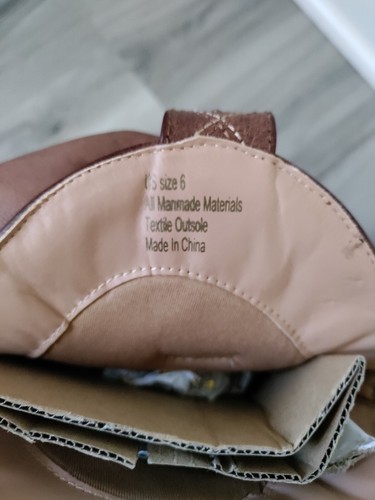 US size 6
All Manmade Materials
Textile Outsole
Made In China